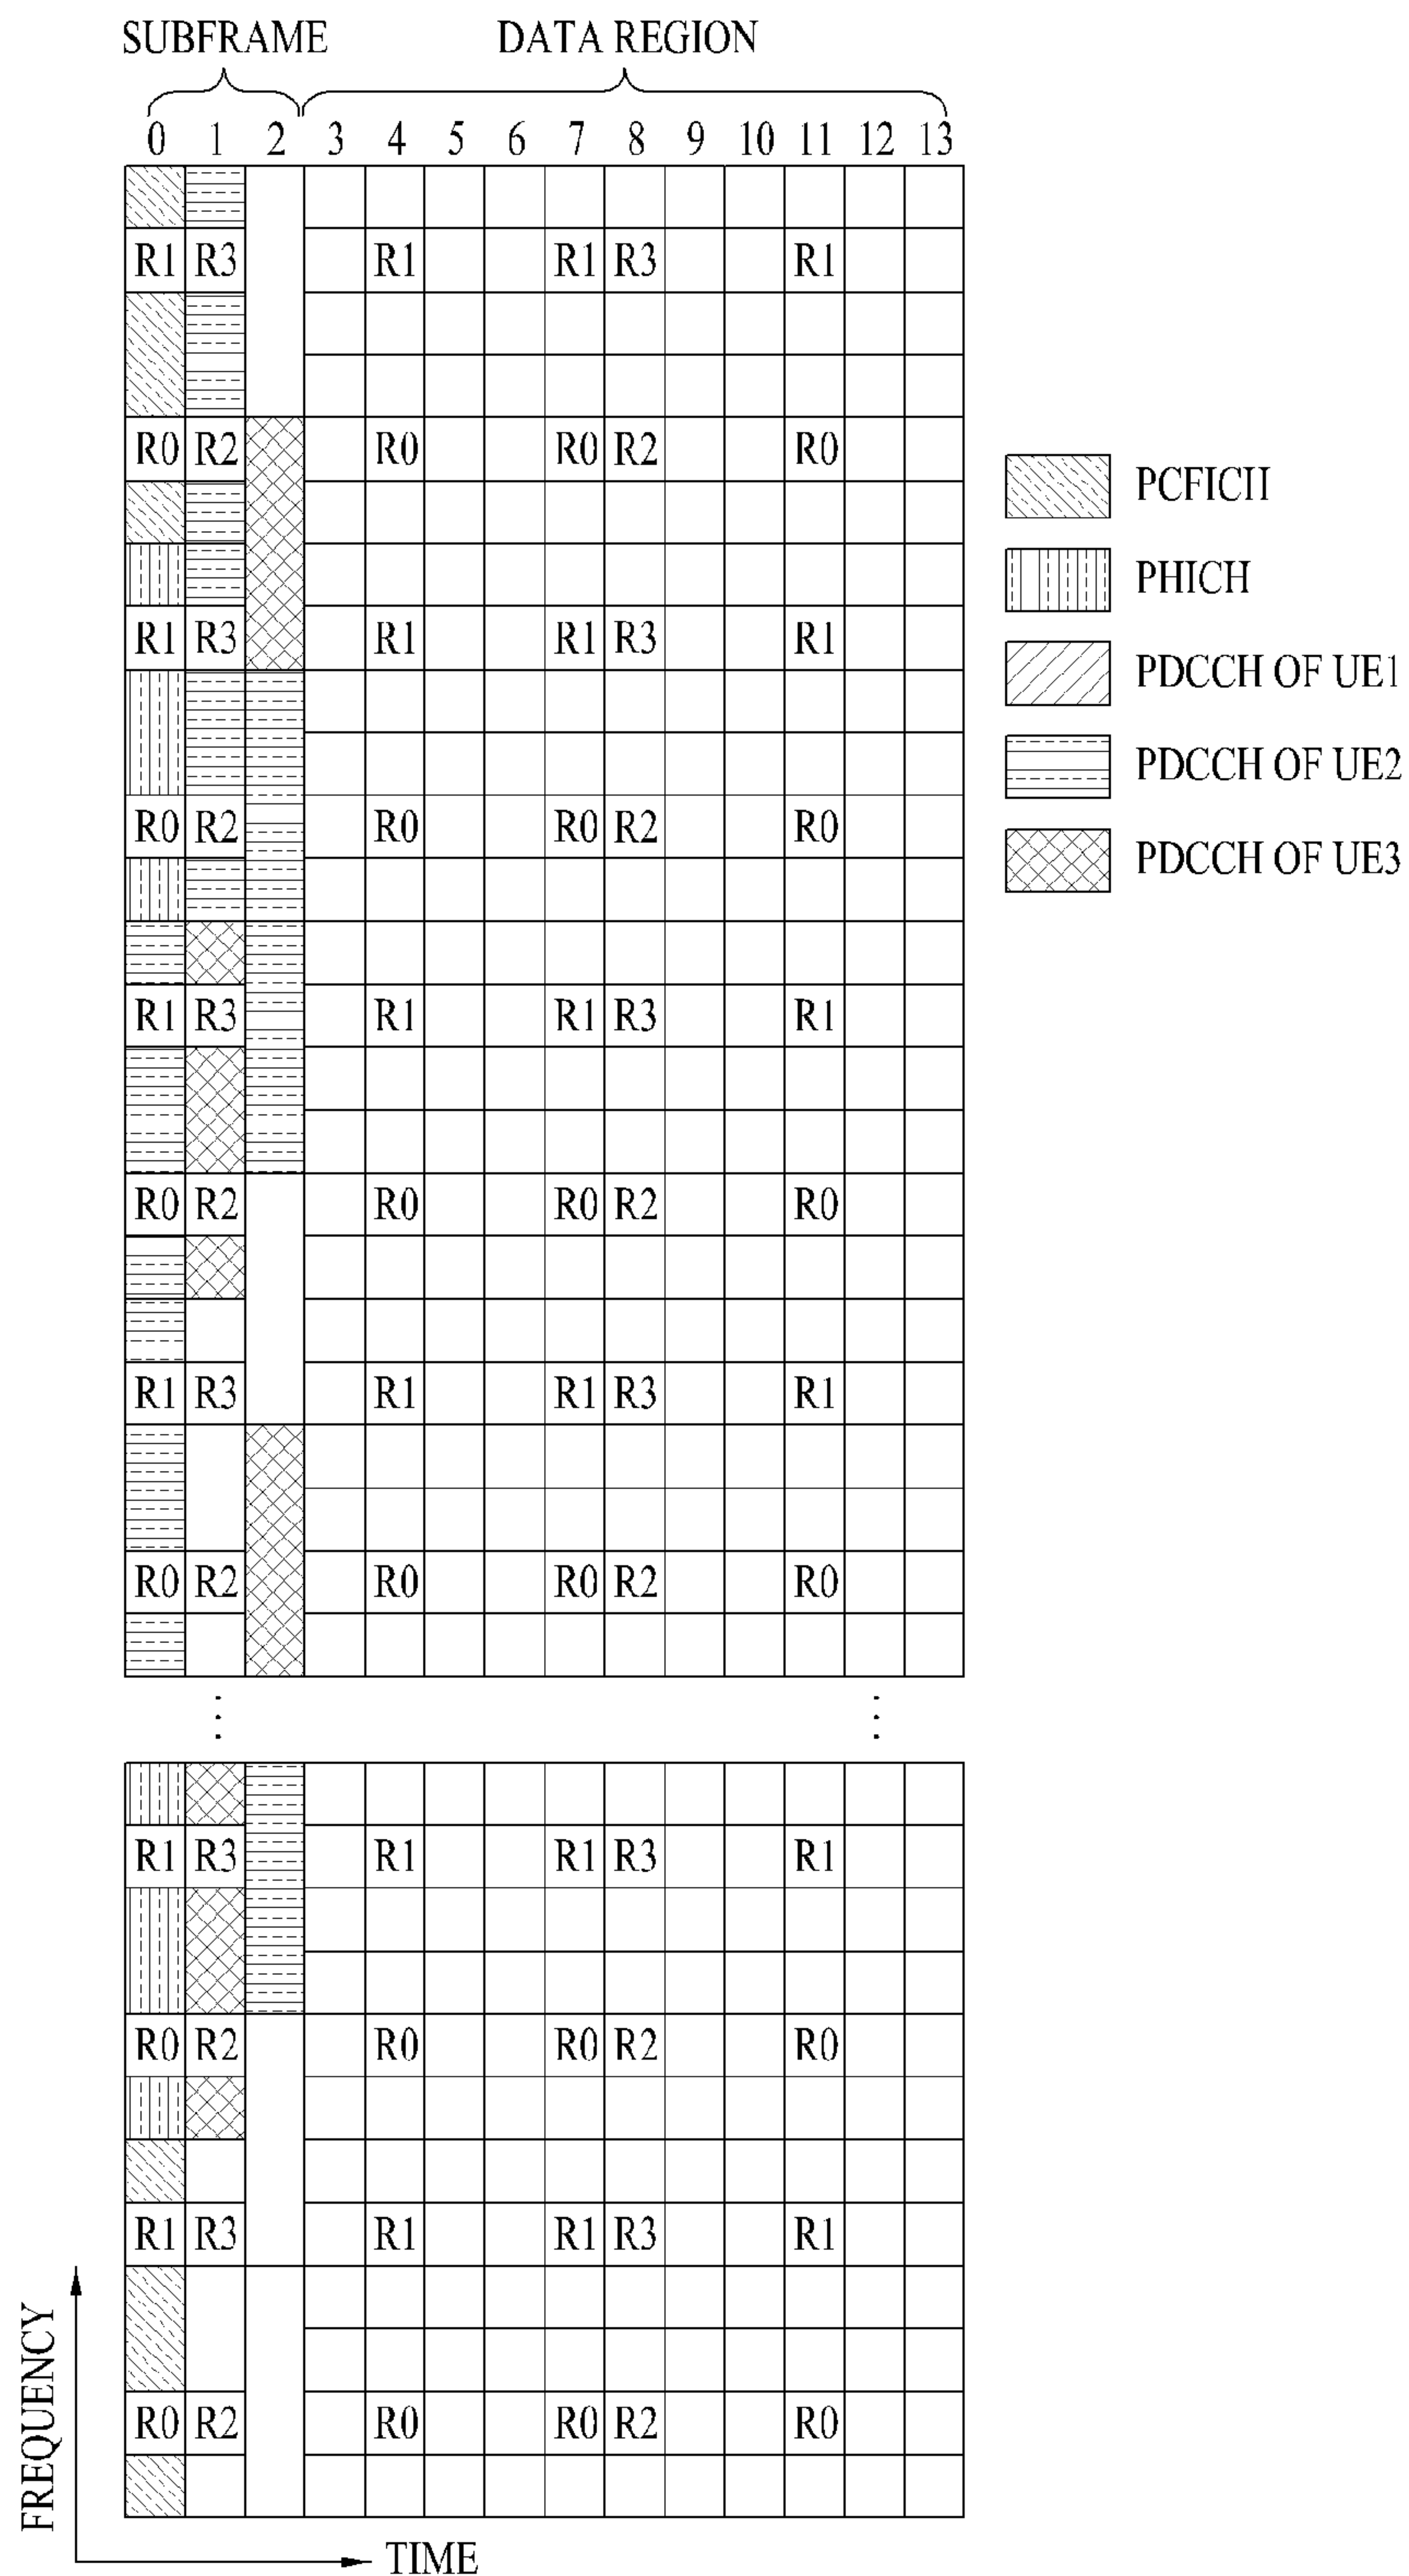 SUBFRAME DATA REGION
0 1 2 3 4 5 6 7 8 9 10 11 12 13
R1 R3 R1 R1 R3 R1
R0 R2 R0 R0 R2 R0
PCFICII
PHICH
R1 R3 R1 R1 R3 R1
PDCCH OF UE1
PDCCH OF UE2
R0 R2 R0 R0 R2 R0
PDCCH OF UE3
R1 R3 R1 R1 R3 R1
R0 R2 R0 R0 R2 R0
R1 R3 R1 R1 R3 R1
R0 R2 R0 R0 R2 R0
R1 R3 R1 R1 R3 R1
R0 R2 R0 R0 R2 R0
R1 R3 R1 R1 R3 R1
R0 R2 R0 R0 R2 R0
FREQUENCY
TIME